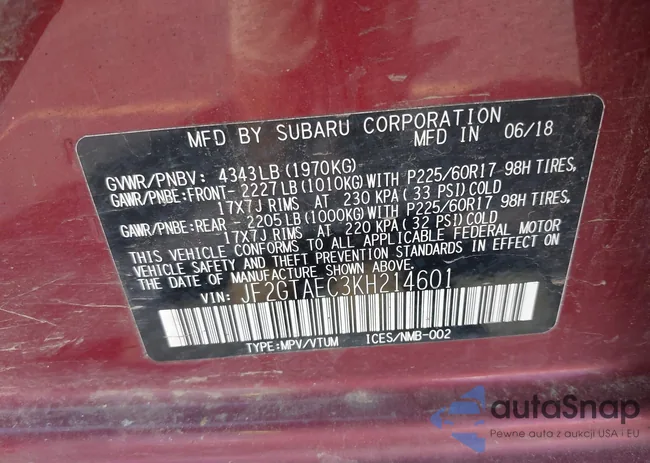 MFD BY SUBARU CORPORATION
MFD IN 06/18
GVWR/PNBV: 4343LB (1970KG)
GAWR/PNBE:FRONT- 2227LB (1010KG)WITH P225/60R17 98H TIRES,
17X7J RIMS AT 230 KPA (33 PSI)COLD
GAWR/PNBE:REAR - 2205LB (1000KG)WITH P225/60R17 98H TIRES,
17X7J RIMS AT 220 KPA (32 PSI)COLD
THIS VEHICLE CONFORMS TO ALL APPLICABLE FEDERAL MOTOR
VEHICLE SAFETY AND THEFT PREVENTION STANDARDS IN EFFECT ON
THE DATE OF MANUFACTURE SHOWN ABOVE.
VIN: JF2GTAEC3KH214601
TYPE:MPV/VTUM ICES/NMB-002
autaSnap
Pewne auta z aukcji USA i EU